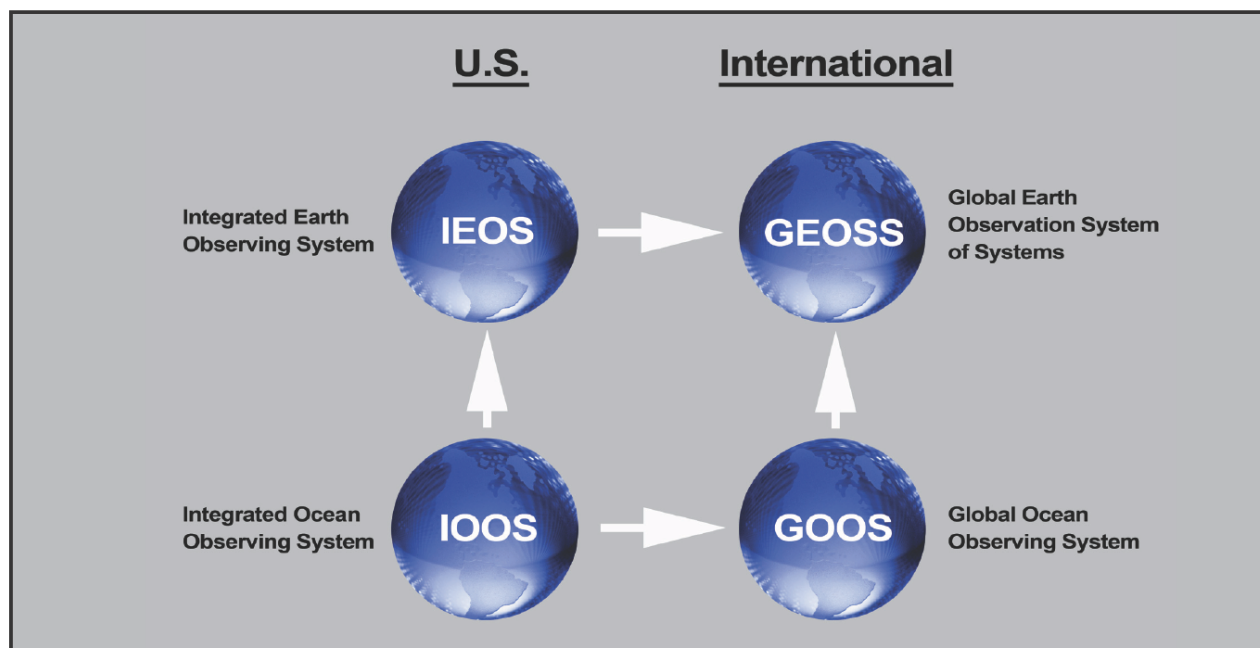 U.S.
International
Integrated Earth
Observing System
IEOS
GEOSS
Global Earth
Observation System
of Systems
Integrated Ocean
Observing System
IOOS
GOOS
Global Ocean
Observing System